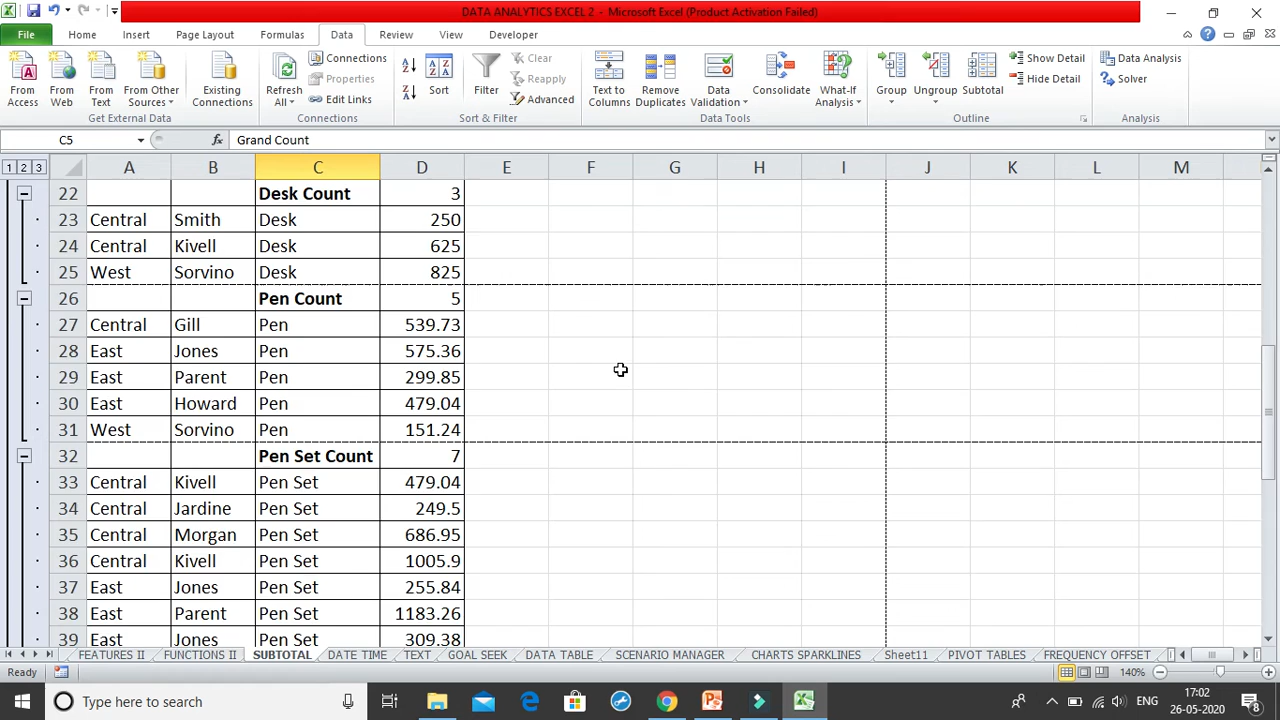 DATA ANALYTICS EXCEL 2 - Microsoft Excel (Product Activation Failed)
File Home Insert Page Layout Formulas Data Review View Developer
From Access
From Web
From Text
From Other Sources
Existing Connections
Get External Data
Refresh All
Connections
Properties
Edit Links
Connections
Sort
Filter
Clear
Reapply
Advanced
Sort & Filter
Text to Columns
Remove Duplicates
Data Validation
Consolidate
What-If Analysis
Data Tools
Group
Ungroup
Subtotal
Show Detail
Hide Detail
Outline
Data Analysis
Solver
Analysis
C5 fx Grand Count
1 2 3 A B C D E F G H I J K L M
22 Desk Count 3
23 Central Smith Desk 250
24 Central Kivell Desk 625
25 West Sorvino Desk 825
26 Pen Count 5
27 Central Gill Pen 539.73
28 East Jones Pen 575.36
29 East Parent Pen 299.85
30 East Howard Pen 479.04
31 West Sorvino Pen 151.24
32 Pen Set Count 7
33 Central Kivell Pen Set 479.04
34 Central Jardine Pen Set 249.5
35 Central Morgan Pen Set 686.95
36 Central Kivell Pen Set 1005.9
37 East Jones Pen Set 255.84
38 East Parent Pen Set 1183.26
39 East Jones Pen Set 309.38
FEATURES II FUNCTIONS II SUBTOTAL DATE TIME TEXT GOAL SEEK DATA TABLE SCENARIO MANAGER CHARTS SPARKLINES Sheet11 PIVOT TABLES FREQUENCY OFFSET
Ready 140%
Type here to search ENG 17:02
26-05-2020 8